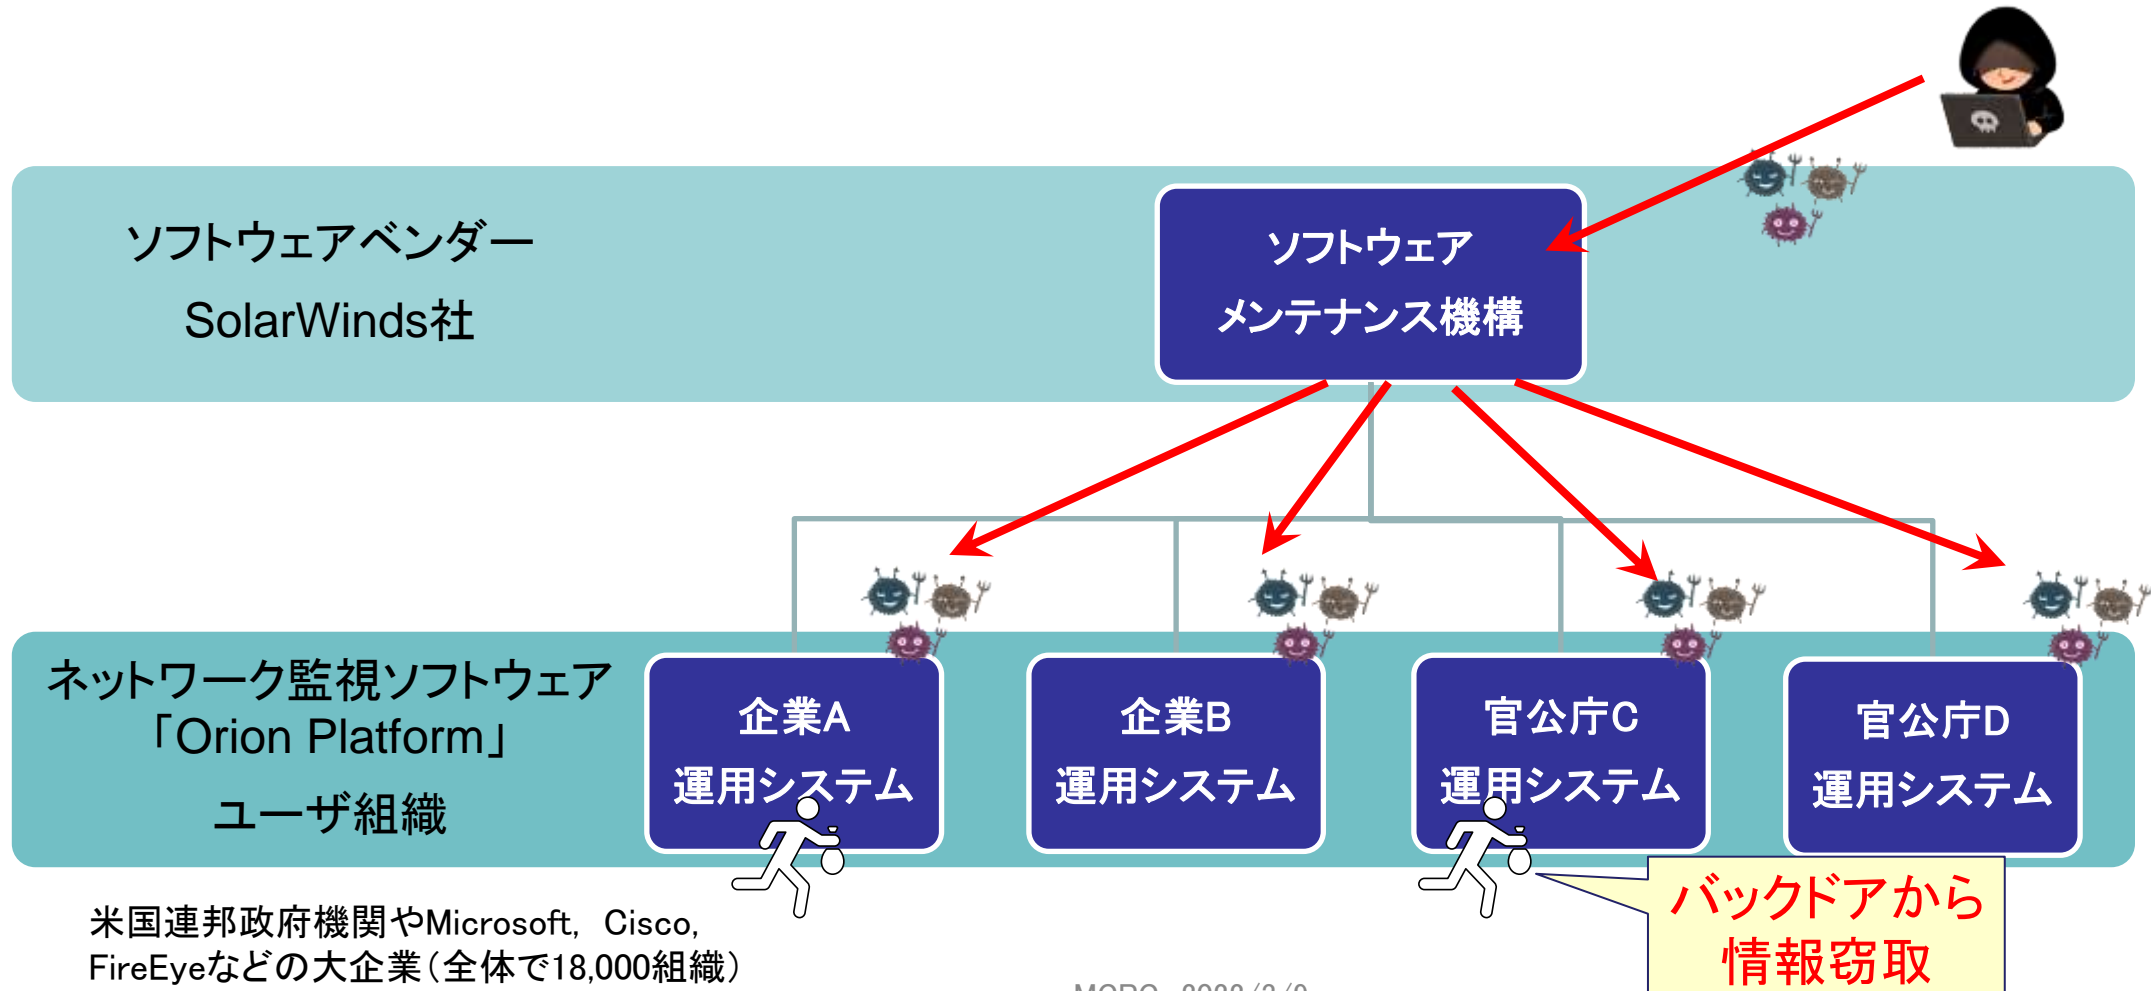 ソフトウェアベンダー
SolarWinds社
ソフトウェア
メンテナンス機構
ネットワーク監視ソフトウェア
「Orion Platform」
ユーザ組織
企業A
運用システム
企業B
運用システム
官公庁C
運用システム
官公庁D
運用システム
バックドアから
情報窃取
米国連邦政府機関やMicrosoft, Cisco,
FireEyeなどの大企業（全体で18,000組織）